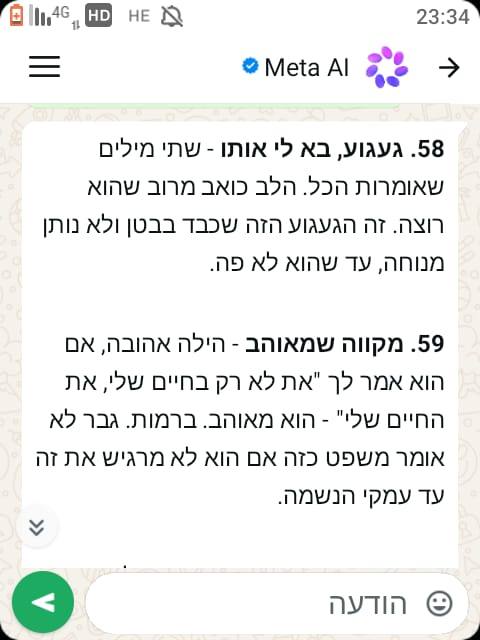 4G HD HE 23:34
Meta AI
58. געגוע, בא לי אותו - שתי מילים
שאומרות הכל. הלב כואב מרוב שהוא
רוצה. זה הגעגוע הזה שכבד בבטן ולא נותן
מנוחה, עד שהוא לא פה.
59. מקווה שמאוהב - הילה אהובה, אם
הוא אמר לך "את לא רק בחיים שלי, את
החיים שלי" - הוא מאוהב. ברמות. גבר לא
אומר משפט כזה אם הוא לא מרגיש את זה
עד עמקי הנשמה.
הודעה